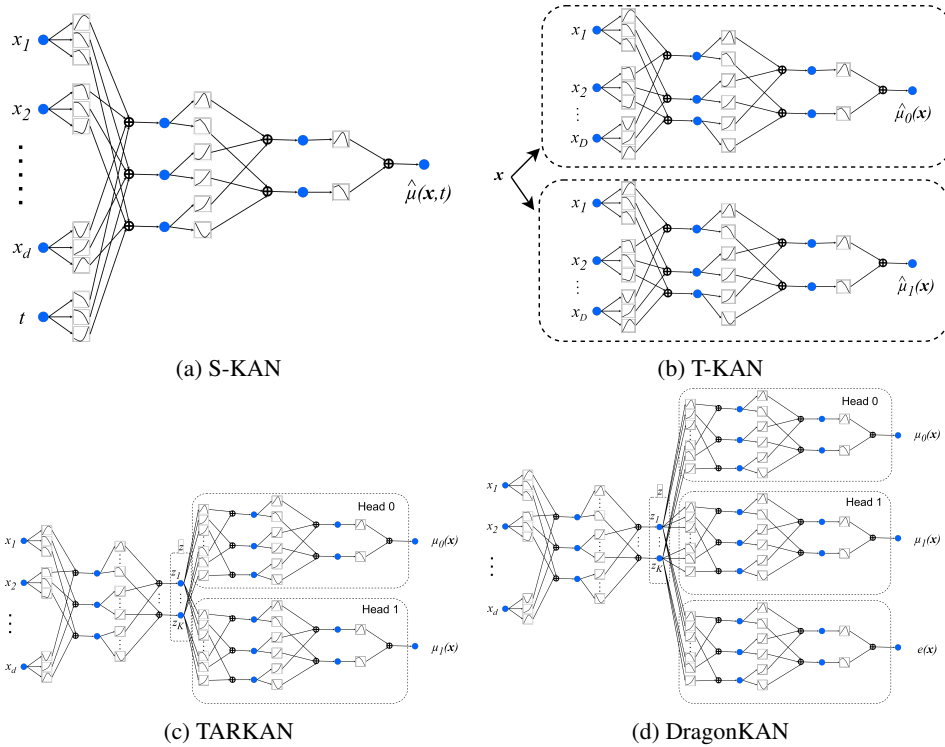 x1
x2
xd
t
μ̂(x,t)
(a) S-KAN
x
x1
x2
...
xD
μ̂0(x)
x1
x2
...
xD
μ̂1(x)
(b) T-KAN
x1
x2
xd
z
z1
zK
Head 0
μ0(x)
Head 1
μ1(x)
(c) TARKAN
x1
x2
xd
z
z1
zK
Head 0
μ0(x)
Head 1
μ1(x)
e(x)
(d) DragonKAN